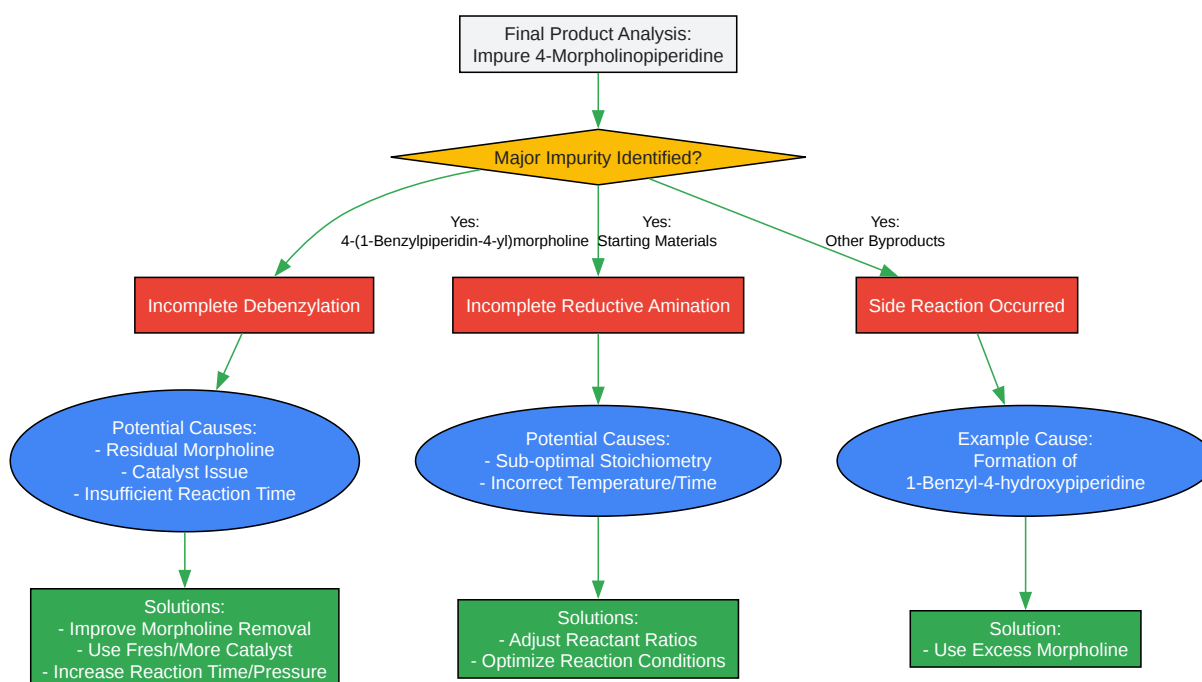 Final Product Analysis:
Impure 4-Morpholinopiperidine
Major Impurity Identified?
Yes:
4-(1-Benzylpiperidin-4-yl)morpholine
Yes:
Starting Materials
Yes:
Other Byproducts
Incomplete Debenzylation
Incomplete Reductive Amination
Side Reaction Occurred
Potential Causes:
- Residual Morpholine
- Catalyst Issue
- Insufficient Reaction Time
Potential Causes:
- Sub-optimal Stoichiometry
- Incorrect Temperature/Time
Example Cause:
Formation of
1-Benzyl-4-hydroxypiperidine
Solutions:
- Improve Morpholine Removal
- Use Fresh/More Catalyst
- Increase Reaction Time/Pressure
Solutions:
- Adjust Reactant Ratios
- Optimize Reaction Conditions
Solution:
- Use Excess Morpholine